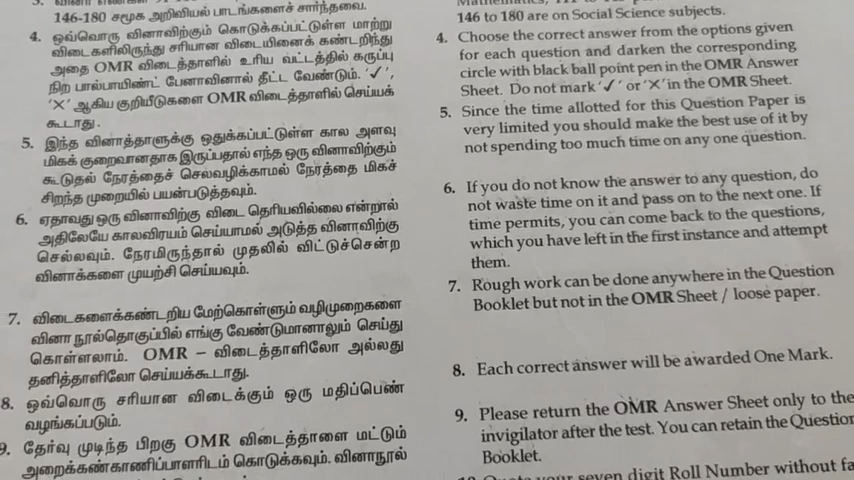 146-180 சமூக அறிவியல் பாடங்களைச் சார்ந்தவை.
4. ஒவ்வொரு வினாவிற்கும் கொடுக்கப்பட்டுள்ள மாற்று
விடைகளிலிருந்து சரியான விடையினைக் கண்டறிந்து
அதை OMR விடைத்தாளில் உரிய வட்டத்தில் கருப்பு
நிற பால்பாயிண்ட் பேனாவினால் தீட்ட வேண்டும். '✓',
'✕' ஆகிய குறியீடுகளை OMR விடைத்தாளில் செய்யக்
கூடாது.
5. இந்த வினாத்தாளுக்கு ஒதுக்கப்பட்டுள்ள கால அளவு
மிகக் குறைவானதாக இருப்பதால் எந்த ஒரு வினாவிற்கும்
கூடுதல் நேரத்தைச் செலவழிக்காமல் நேரத்தை மிகச்
சிறந்த முறையில் பயன்படுத்தவும்.
6. ஏதாவது ஒரு வினாவிற்கு விடை தெரியவில்லை என்றால்
அதிலேயே காலவிரயம் செய்யாமல் அடுத்த வினாவிற்கு
செல்லவும். நேரமிருந்தால் முதலில் விட்டுச்சென்ற
வினாக்களை முயற்சி செய்யவும்.
7. விடைகளைக்கண்டறிய மேற்கொள்ளும் வழிமுறைகளை
வினா நூல்தொகுப்பில் எங்கு வேண்டுமானாலும் செய்து
கொள்ளலாம். OMR – விடைத்தாளிலோ அல்லது
தனித்தாளிலோ செய்யக்கூடாது.
8. ஒவ்வொரு சரியான விடைக்கும் ஒரு மதிப்பெண்
வழங்கப்படும்.
9. தேர்வு முடிந்த பிறகு OMR விடைத்தாளை மட்டும்
அறைக்கண்காணிப்பாளரிடம் கொடுக்கவும். வினாநூல்
146 to 180 are on Social Science subjects.
4. Choose the correct answer from the options given
for each question and darken the corresponding
circle with black ball point pen in the OMR Answer
Sheet. Do not mark '✓' or '✕' in the OMR Sheet.
5. Since the time allotted for this Question Paper is
very limited you should make the best use of it by
not spending too much time on any one question.
6. If you do not know the answer to any question, do
not waste time on it and pass on to the next one. If
time permits, you can come back to the questions,
which you have left in the first instance and attempt
them.
7. Rough work can be done anywhere in the Question
Booklet but not in the OMR Sheet / loose paper.
8. Each correct answer will be awarded One Mark.
9. Please return the OMR Answer Sheet only to the
invigilator after the test. You can retain the Question
Booklet.
your seven digit Roll Number without